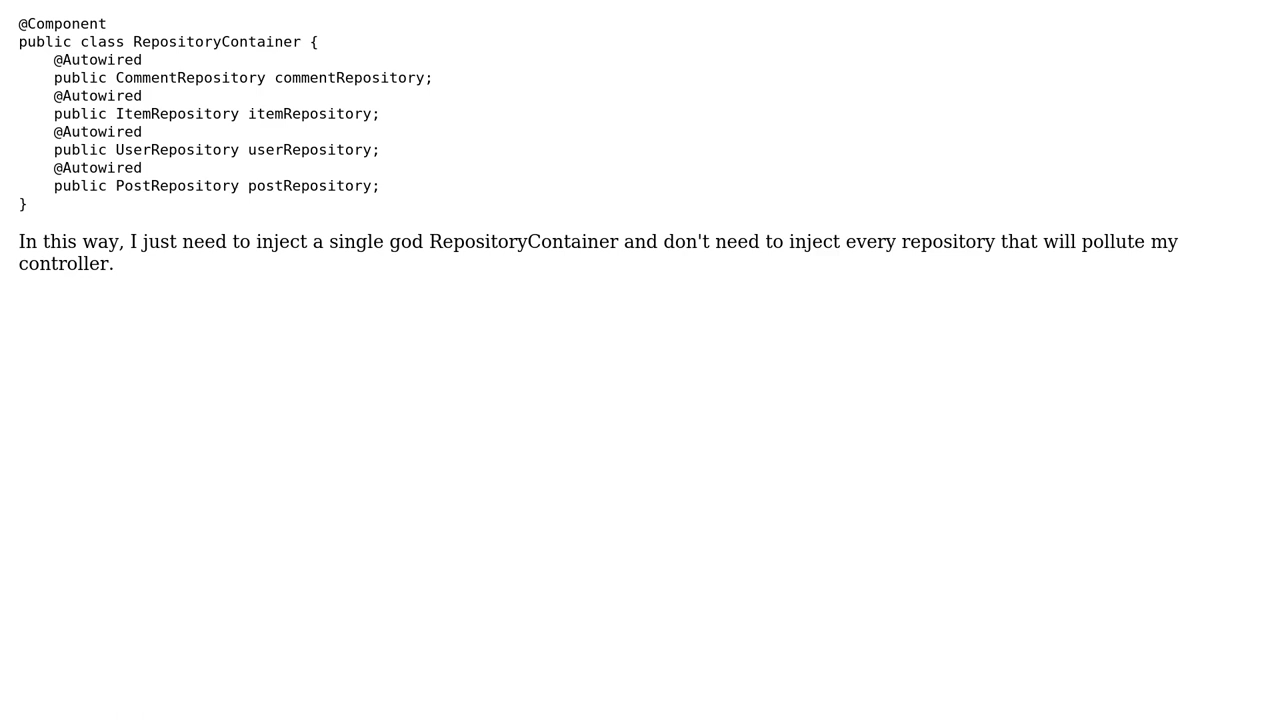 @Component
public class RepositoryContainer {
    @Autowired
    public CommentRepository commentRepository;
    @Autowired
    public ItemRepository itemRepository;
    @Autowired
    public UserRepository userRepository;
    @Autowired
    public PostRepository postRepository;
}
In this way, I just need to inject a single god RepositoryContainer and don't need to inject every repository that will pollute my
controller.